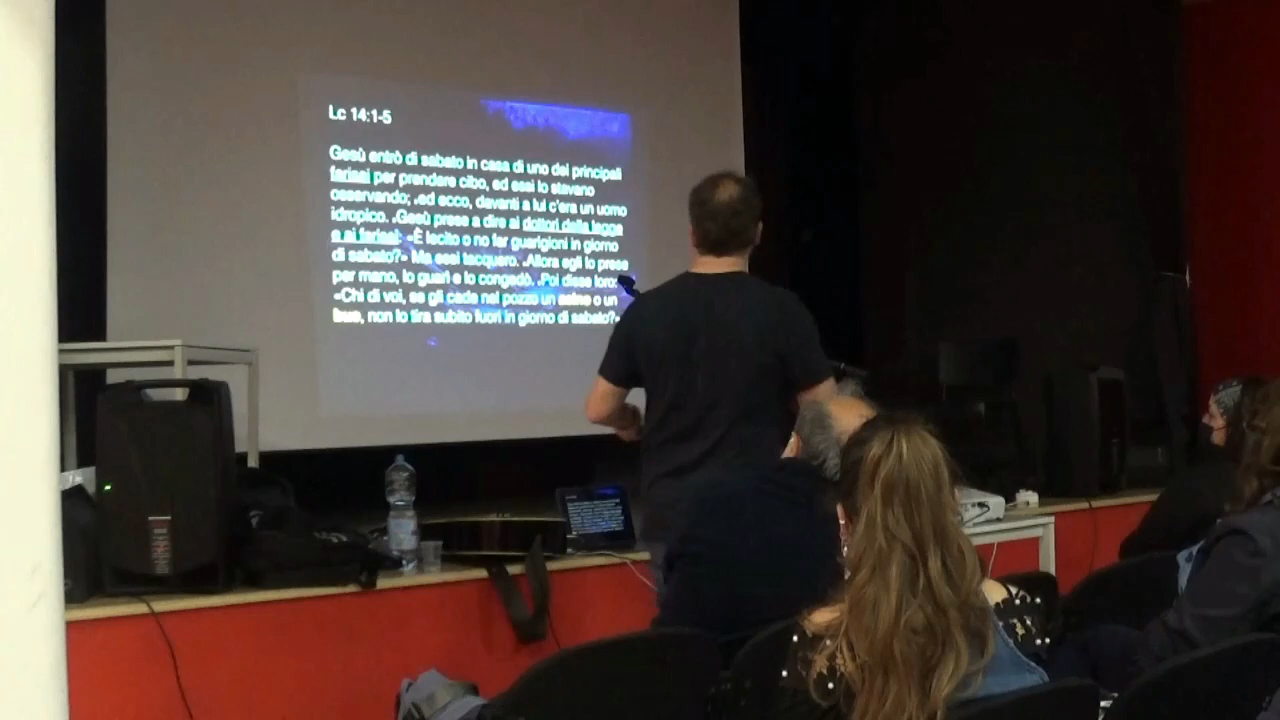 Lc 14:1-5
Gesù entrò di sabato in casa di uno dei principali
farisei per prendere cibo, ed essi lo stavano
osservando; ed ecco, davanti a lui c'era un uomo
idropico. Gesù prese a dire ai dottori della legge
e ai farisei: «È lecito o no far guarigioni in giorno
di sabato?» Ma essi tacquero. Allora egli lo prese
per mano, lo guarì e lo congedò. Poi disse loro:
«Chi di voi, se gli cade nel pozzo un asino o un
bue, non lo tira subito fuori in giorno di sabato?»